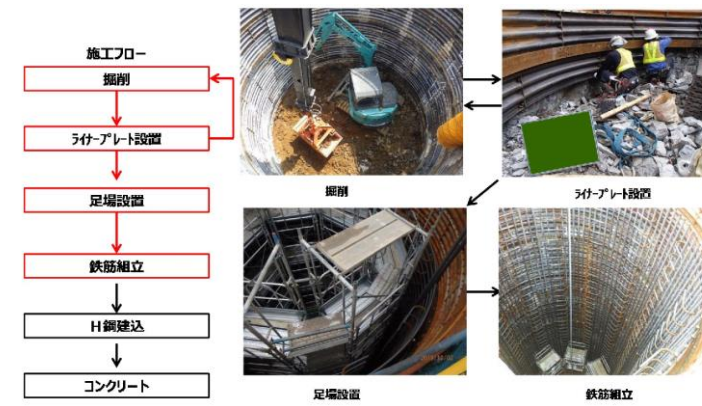 施工フロー
掘削
ライナープレート設置
足場設置
鉄筋組立
H鋼建込
コンクリート
掘削
ライナープレート設置
足場設置
鉄筋組立